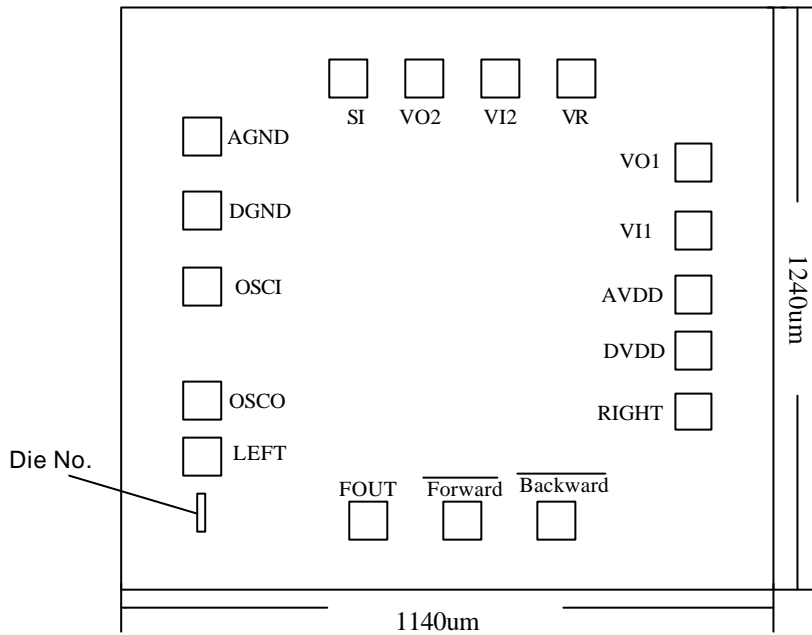 SI VO2 VI2 VR
AGND
VO1
DGND
VI1
OSCI
AVDD
1240um
DVDD
OSCO
RIGHT
LEFT
Die No.
FOUT Forward Backward
1140um